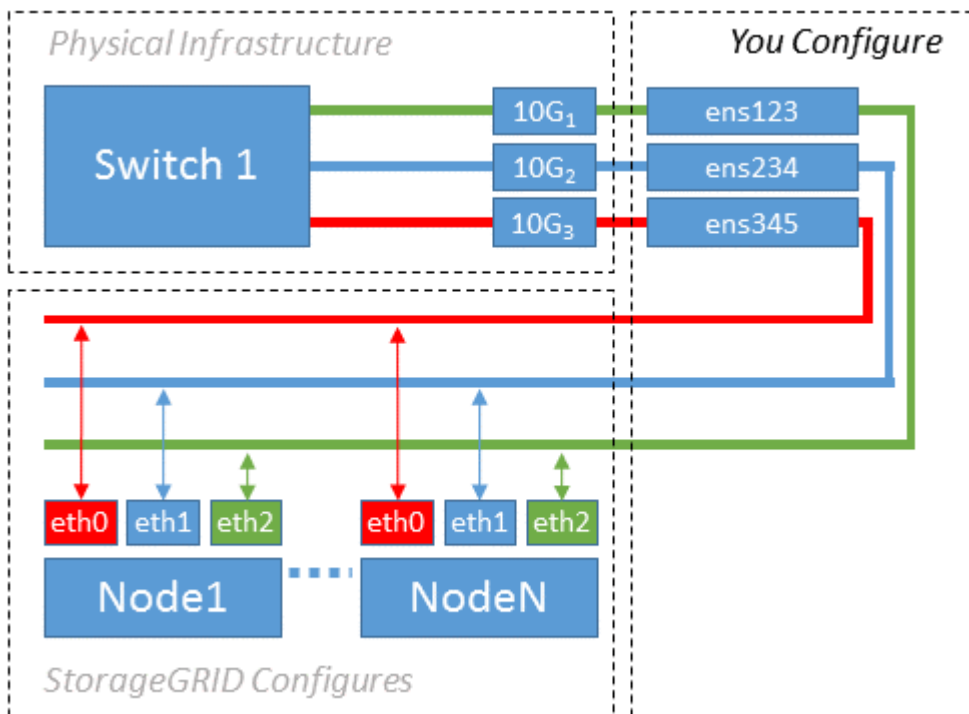 Physical Infrastructure
You Configure
Switch 1
10G₁
ens123
10G₂
ens234
10G₃
ens345
eth0
eth1
eth2
eth0
eth1
eth2
Node1
NodeN
StorageGRID Configures